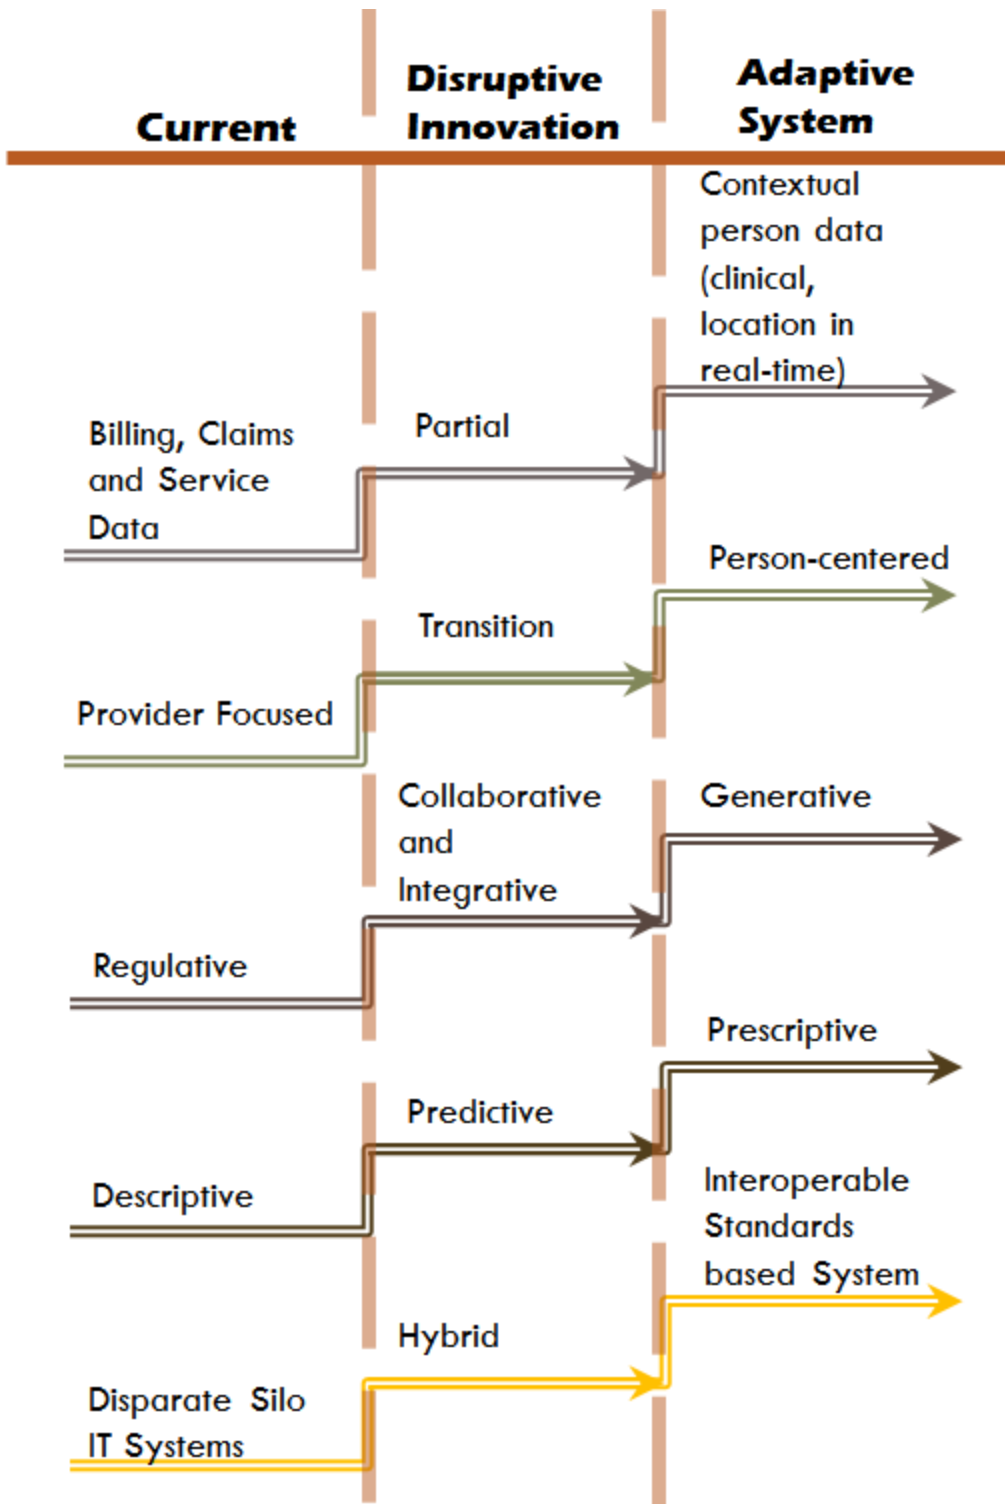 Current
Disruptive
Innovation
Adaptive
System
Billing, Claims
and Service
Data
Partial
Contextual
person data
(clinical,
location in
real-time)
Provider Focused
Transition
Person-centered
Regulative
Collaborative
and
Integrative
Generative
Descriptive
Predictive
Prescriptive
Disparate Silo
IT Systems
Hybrid
Interoperable
Standards
based System